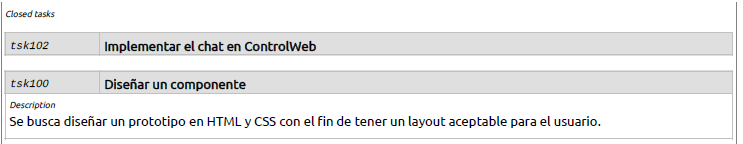 Closed tasks
tsk102 Implementar el chat en ControlWeb
tsk100 Diseñar un componente
Description
Se busca diseñar un prototipo en HTML y CSS con el fin de tener un layout aceptable para el usuario.